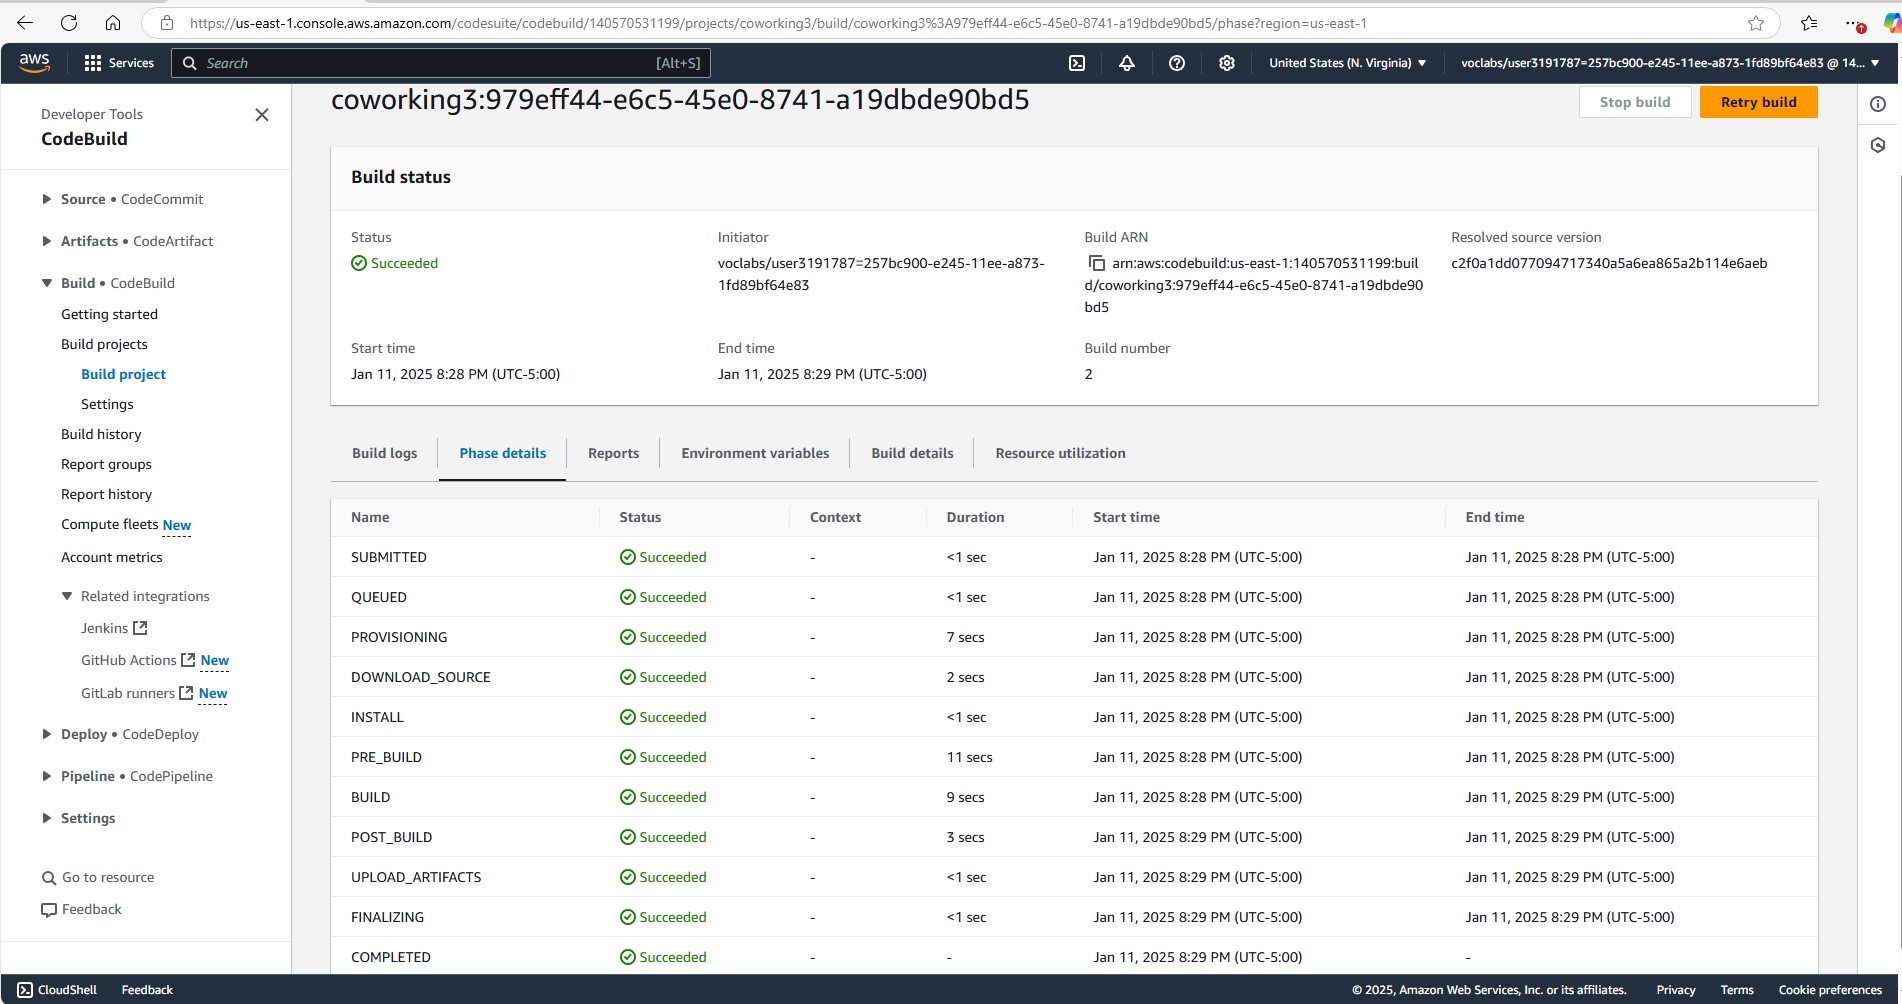 https://us-east-1.console.aws.amazon.com/codesuite/codebuild/140570531199/projects/coworking3/build/coworking3%3A979eff44-e6c5-45e0-8741-a19dbde90bd5/phase?region=us-east-1
aws
Services
Search
[Alt+S]
United States (N. Virginia)
voclabs/user3191787=257bc900-e245-11ee-a873-1fd89bf64e83 @ 14...
Developer Tools
CodeBuild
Source • CodeCommit
Artifacts • CodeArtifact
Build • CodeBuild
Getting started
Build projects
Build project
Settings
Build history
Report groups
Report history
Compute fleets New
Account metrics
Related integrations
Jenkins
GitHub Actions New
GitLab runners New
Deploy • CodeDeploy
Pipeline • CodePipeline
Settings
Go to resource
Feedback
coworking3:979eff44-e6c5-45e0-8741-a19dbde90bd5
Stop build
Retry build
Build status
Status
Succeeded
Initiator
voclabs/user3191787=257bc900-e245-11ee-a873-
1fd89bf64e83
Build ARN
arn:aws:codebuild:us-east-1:140570531199:buil
d/coworking3:979eff44-e6c5-45e0-8741-a19dbde90
bd5
Resolved source version
c2f0a1dd077094717340a5a6ea865a2b114e6aeb
Start time
Jan 11, 2025 8:28 PM (UTC-5:00)
End time
Jan 11, 2025 8:29 PM (UTC-5:00)
Build number
2
Build logs
Phase details
Reports
Environment variables
Build details
Resource utilization
Name Status Context Duration Start time End time
SUBMITTED Succeeded - <1 sec Jan 11, 2025 8:28 PM (UTC-5:00) Jan 11, 2025 8:28 PM (UTC-5:00)
QUEUED Succeeded - <1 sec Jan 11, 2025 8:28 PM (UTC-5:00) Jan 11, 2025 8:28 PM (UTC-5:00)
PROVISIONING Succeeded - 7 secs Jan 11, 2025 8:28 PM (UTC-5:00) Jan 11, 2025 8:28 PM (UTC-5:00)
DOWNLOAD_SOURCE Succeeded - 2 secs Jan 11, 2025 8:28 PM (UTC-5:00) Jan 11, 2025 8:28 PM (UTC-5:00)
INSTALL Succeeded - <1 sec Jan 11, 2025 8:28 PM (UTC-5:00) Jan 11, 2025 8:28 PM (UTC-5:00)
PRE_BUILD Succeeded - 11 secs Jan 11, 2025 8:28 PM (UTC-5:00) Jan 11, 2025 8:28 PM (UTC-5:00)
BUILD Succeeded - 9 secs Jan 11, 2025 8:28 PM (UTC-5:00) Jan 11, 2025 8:29 PM (UTC-5:00)
POST_BUILD Succeeded - 3 secs Jan 11, 2025 8:29 PM (UTC-5:00) Jan 11, 2025 8:29 PM (UTC-5:00)
UPLOAD_ARTIFACTS Succeeded - <1 sec Jan 11, 2025 8:29 PM (UTC-5:00) Jan 11, 2025 8:29 PM (UTC-5:00)
FINALIZING Succeeded - <1 sec Jan 11, 2025 8:29 PM (UTC-5:00) Jan 11, 2025 8:29 PM (UTC-5:00)
COMPLETED Succeeded - - Jan 11, 2025 8:29 PM (UTC-5:00) -
CloudShell
Feedback
© 2025, Amazon Web Services, Inc. or its affiliates.
Privacy
Terms
Cookie preferences